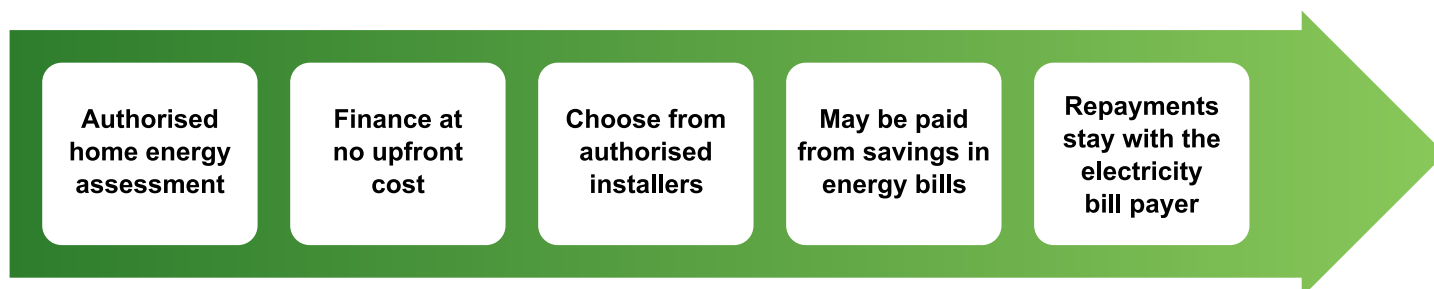 Authorised
home energy
assessment
Finance at
no upfront
cost
Choose from
authorised
installers
May be paid
from savings in
energy bills
Repayments
stay with the
electricity
bill payer